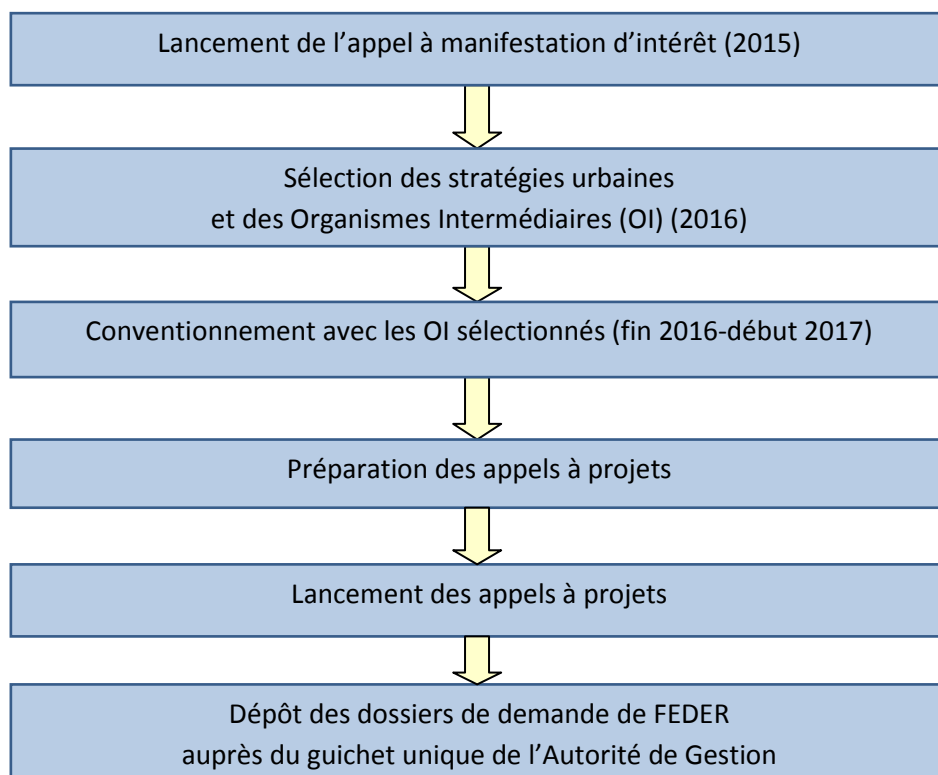 Lancement de l’appel à manifestation d’intérêt (2015)
Sélection des stratégies urbaines
et des Organismes Intermédiaires (OI) (2016)
Conventionnement avec les OI sélectionnés (fin 2016-début 2017)
Préparation des appels à projets
Lancement des appels à projets
Dépôt des dossiers de demande de FEDER
auprès du guichet unique de l’Autorité de Gestion